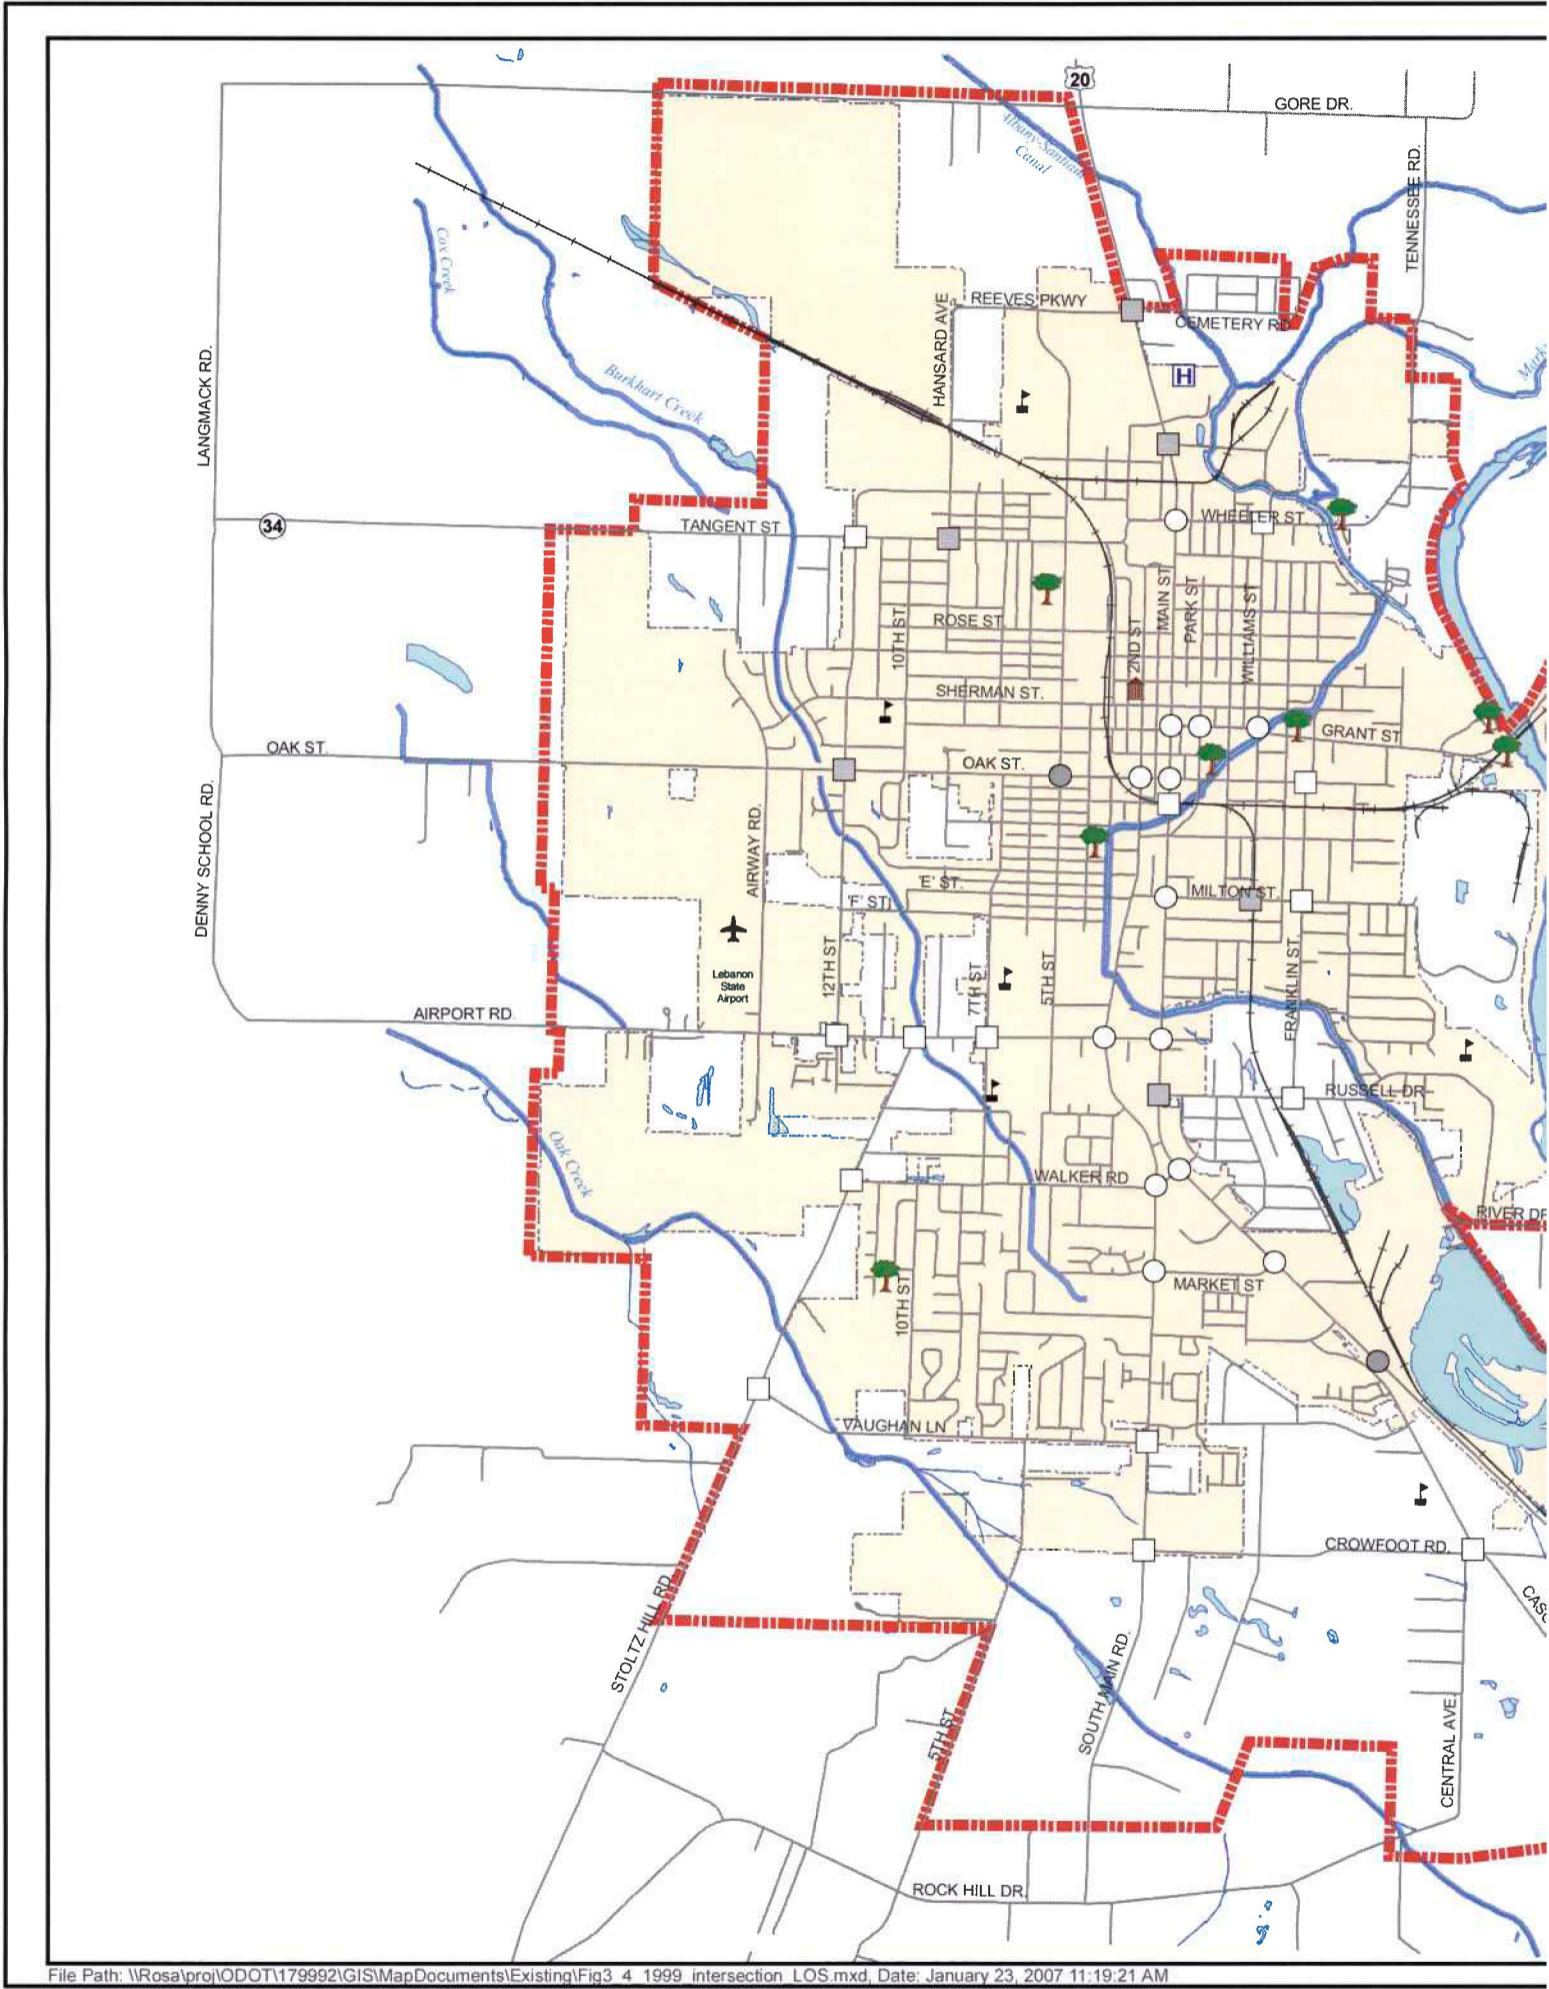 20
GORE DR.
Albany-Santiam
Canal
TENNESSEE RD.
Cox Creek
REEVES PKWY
HANSARD AVE
CEMETERY RD
H
LANGMACK RD.
Burkhart Creek
34
TANGENT ST
WHEELER ST.
MAIN ST
PARK ST
WILLIAMS ST
2ND ST
10TH ST.
ROSE ST.
SHERMAN ST.
GRANT ST
OAK ST.
OAK ST.
DENNY SCHOOL RD.
AIRWAY RD.
'E' ST.
'F' ST
MILTON ST.
Lebanon
State
Airport
12TH ST
7TH ST
5TH ST
FRANKLIN ST.
AIRPORT RD.
RUSSELL DR
Oak Creek
WALKER RD
RIVER DR
10TH ST
MARKET ST
VAUGHAN LN
CROWFOOT RD.
STOLTZ HILL RD.
SOUTH MAIN RD.
5TH ST
CENTRAL AVE.
ROCK HILL DR.
File Path: \\Rosa\proj\ODOT\179992\GIS\MapDocuments\Existing\Fig3_4_1999_intersection_LOS.mxd, Date: January 23, 2007 11:19:21 AM